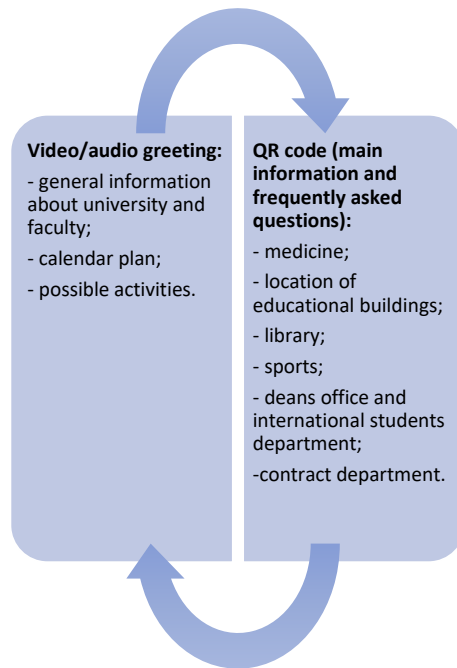 Video/audio greeting:
- general information
about university and
faculty;
- calendar plan;
- possible activities.
QR code (main
information and
frequently asked
questions):
- medicine;
- location of
educational buildings;
- library;
- sports;
- deans office and
international students
department;
-contract department.